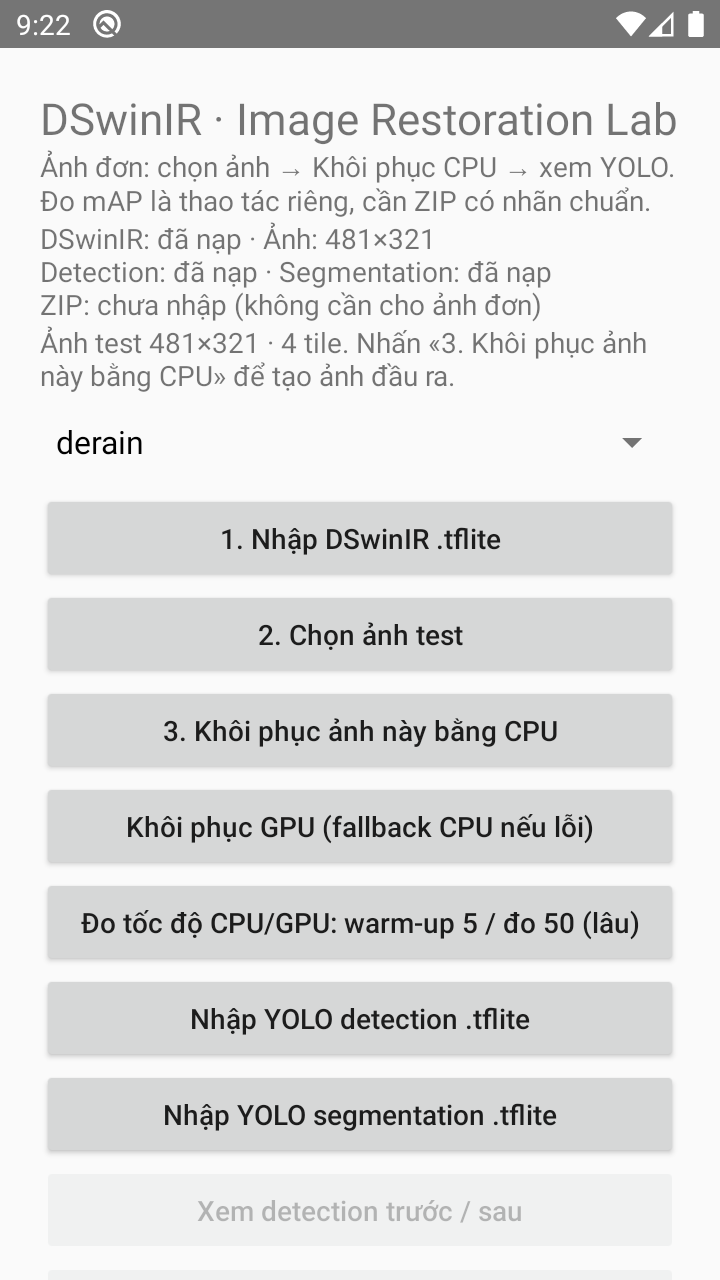 9:22
DSwinIR · Image Restoration Lab
Ảnh đơn: chọn ảnh → Khôi phục CPU → xem YOLO.
Đo mAP là thao tác riêng, cần ZIP có nhãn chuẩn.
DSwinIR: đã nạp · Ảnh: 481×321
Detection: đã nạp · Segmentation: đã nạp
ZIP: chưa nhập (không cần cho ảnh đơn)
Ảnh test 481×321 · 4 tile. Nhấn «3. Khôi phục ảnh
này bằng CPU» để tạo ảnh đầu ra.
derain
1. Nhập DSwinIR .tflite
2. Chọn ảnh test
3. Khôi phục ảnh này bằng CPU
Khôi phục GPU (fallback CPU nếu lỗi)
Đo tốc độ CPU/GPU: warm-up 5 / đo 50 (lâu)
Nhập YOLO detection .tflite
Nhập YOLO segmentation .tflite
Xem detection trước / sau